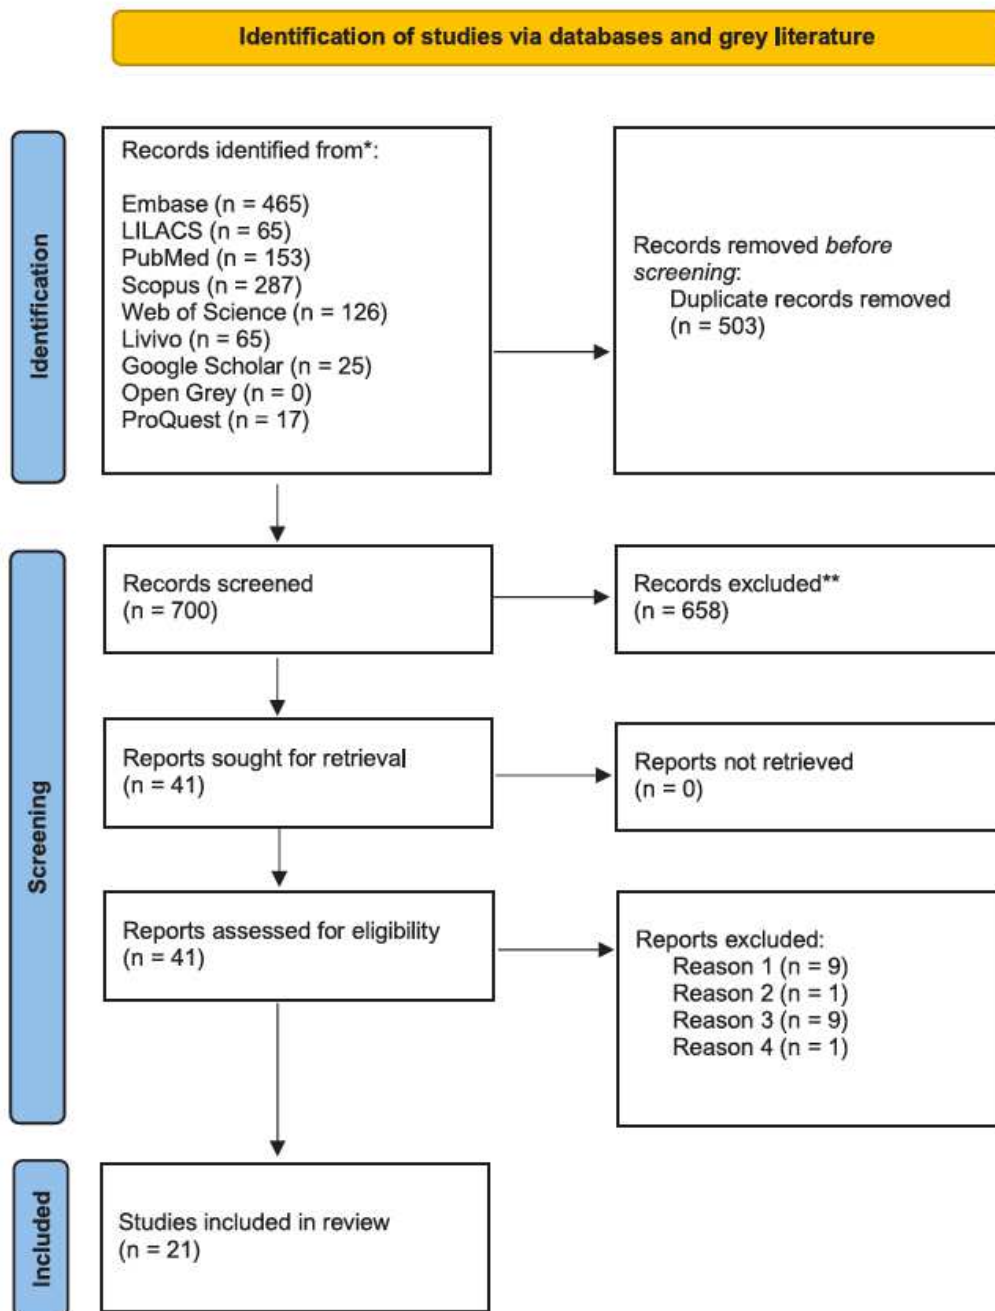 Identification of studies via databases and grey literature
Identification
Records identified from*:
Embase (n = 465)
LILACS (n = 65)
PubMed (n = 153)
Scopus (n = 287)
Web of Science (n = 126)
Livivo (n = 65)
Google Scholar (n = 25)
Open Grey (n = 0)
ProQuest (n = 17)
Records removed before
screening:
Duplicate records removed
(n = 503)
Screening
Records screened
(n = 700)
Records excluded**
(n = 658)
Reports sought for retrieval
(n = 41)
Reports not retrieved
(n = 0)
Reports assessed for eligibility
(n = 41)
Reports excluded:
Reason 1 (n = 9)
Reason 2 (n = 1)
Reason 3 (n = 9)
Reason 4 (n = 1)
Included
Studies included in review
(n = 21)